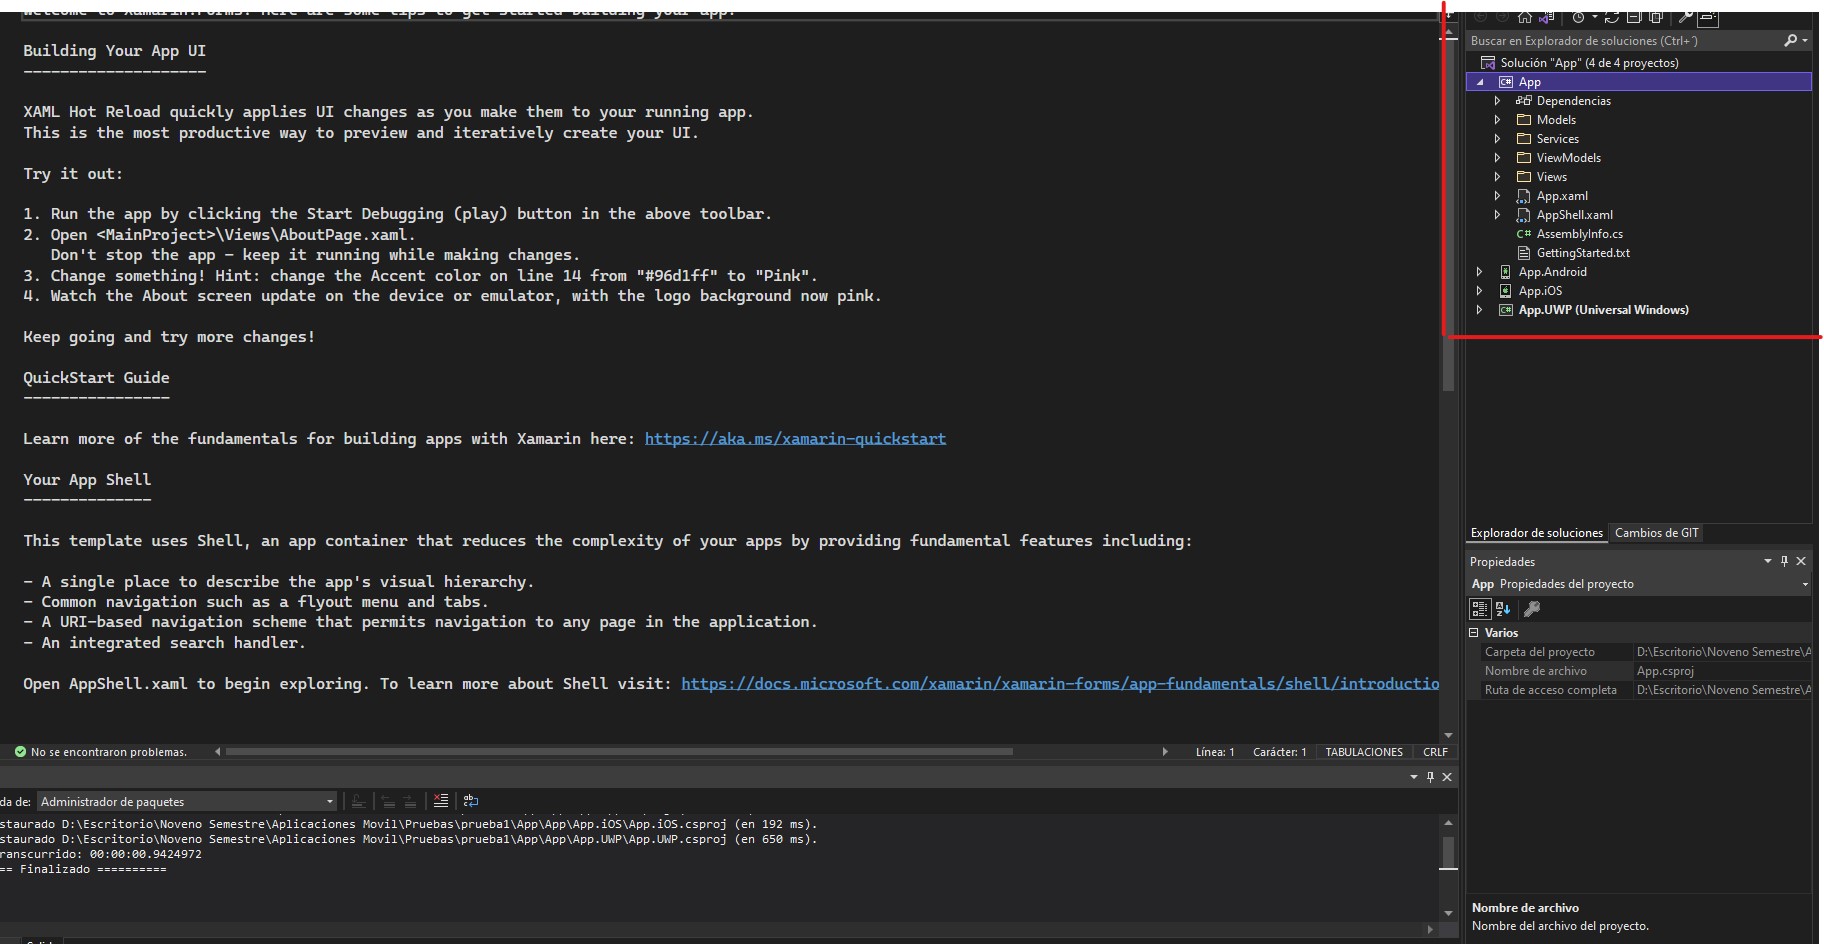 Welcome to Xamarin.Forms! Here are some tips to get started building your app.
Building Your App UI
--------------------
XAML Hot Reload quickly applies UI changes as you make them to your running app.
This is the most productive way to preview and iteratively create your UI.
Try it out:
1. Run the app by clicking the Start Debugging (play) button in the above toolbar.
2. Open <MainProject>\Views\AboutPage.xaml.
Don't stop the app - keep it running while making changes.
3. Change something! Hint: change the Accent color on line 14 from "#96d1ff" to "Pink".
4. Watch the About screen update on the device or emulator, with the logo background now pink.
Keep going and try more changes!
QuickStart Guide
----------------
Learn more of the fundamentals for building apps with Xamarin here: https://aka.ms/xamarin-quickstart
Your App Shell
--------------
This template uses Shell, an app container that reduces the complexity of your apps by providing fundamental features including:
- A single place to describe the app's visual hierarchy.
- Common navigation such as a flyout menu and tabs.
- A URI-based navigation scheme that permits navigation to any page in the application.
- An integrated search handler.
Open AppShell.xaml to begin exploring. To learn more about Shell visit: https://docs.microsoft.com/xamarin/xamarin-forms/app-fundamentals/shell/introductio
No se encontraron problemas.
Línea: 1 Carácter: 1 TABULACIONES CRLF
da de: Administrador de paquetes
staurado D:\Escritorio\Noveno Semestre\Aplicaciones Movil\Pruebas\prueba1\App\App\App.iOS\App.iOS.csproj (en 192 ms).
staurado D:\Escritorio\Noveno Semestre\Aplicaciones Movil\Pruebas\prueba1\App\App\App.UWP\App.UWP.csproj (en 650 ms).
ranscurrido: 00:00:00.9424972
== Finalizado ==========
Buscar en Explorador de soluciones (Ctrl+´)
Solución "App" (4 de 4 proyectos)
C# App
Dependencias
Models
Services
ViewModels
Views
App.xaml
AppShell.xaml
C# AssemblyInfo.cs
GettingStarted.txt
App.Android
App.iOS
C# App.UWP (Universal Windows)
Explorador de soluciones Cambios de GIT
Propiedades
App Propiedades del proyecto
Varios
Carpeta del proyecto D:\Escritorio\Noveno Semestre\A
Nombre de archivo App.csproj
Ruta de acceso completa D:\Escritorio\Noveno Semestre\A
Nombre de archivo
Nombre del archivo del proyecto.